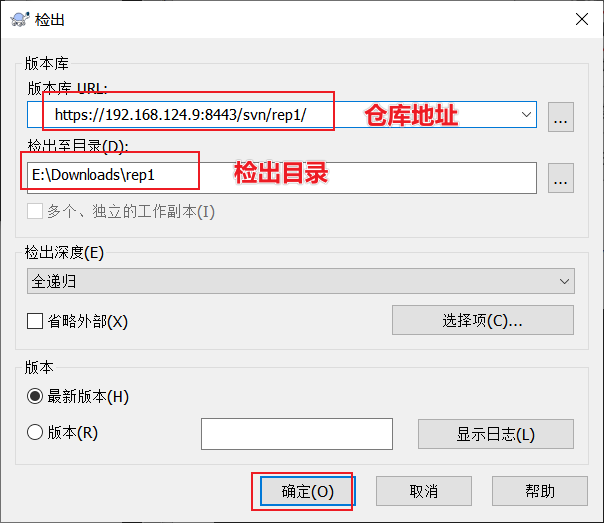 检出
版本库
版本库 URL:
https://192.168.124.9:8443/svn/rep1/
仓库地址
...
检出至目录(D):
E:\Downloads\rep1
检出目录
...
多个、独立的工作副本(I)
检出深度(E)
全递归
省略外部(X)
选择项(C)...
版本
最新版本(H)
版本(R)
显示日志(L)
确定(O)
取消
帮助